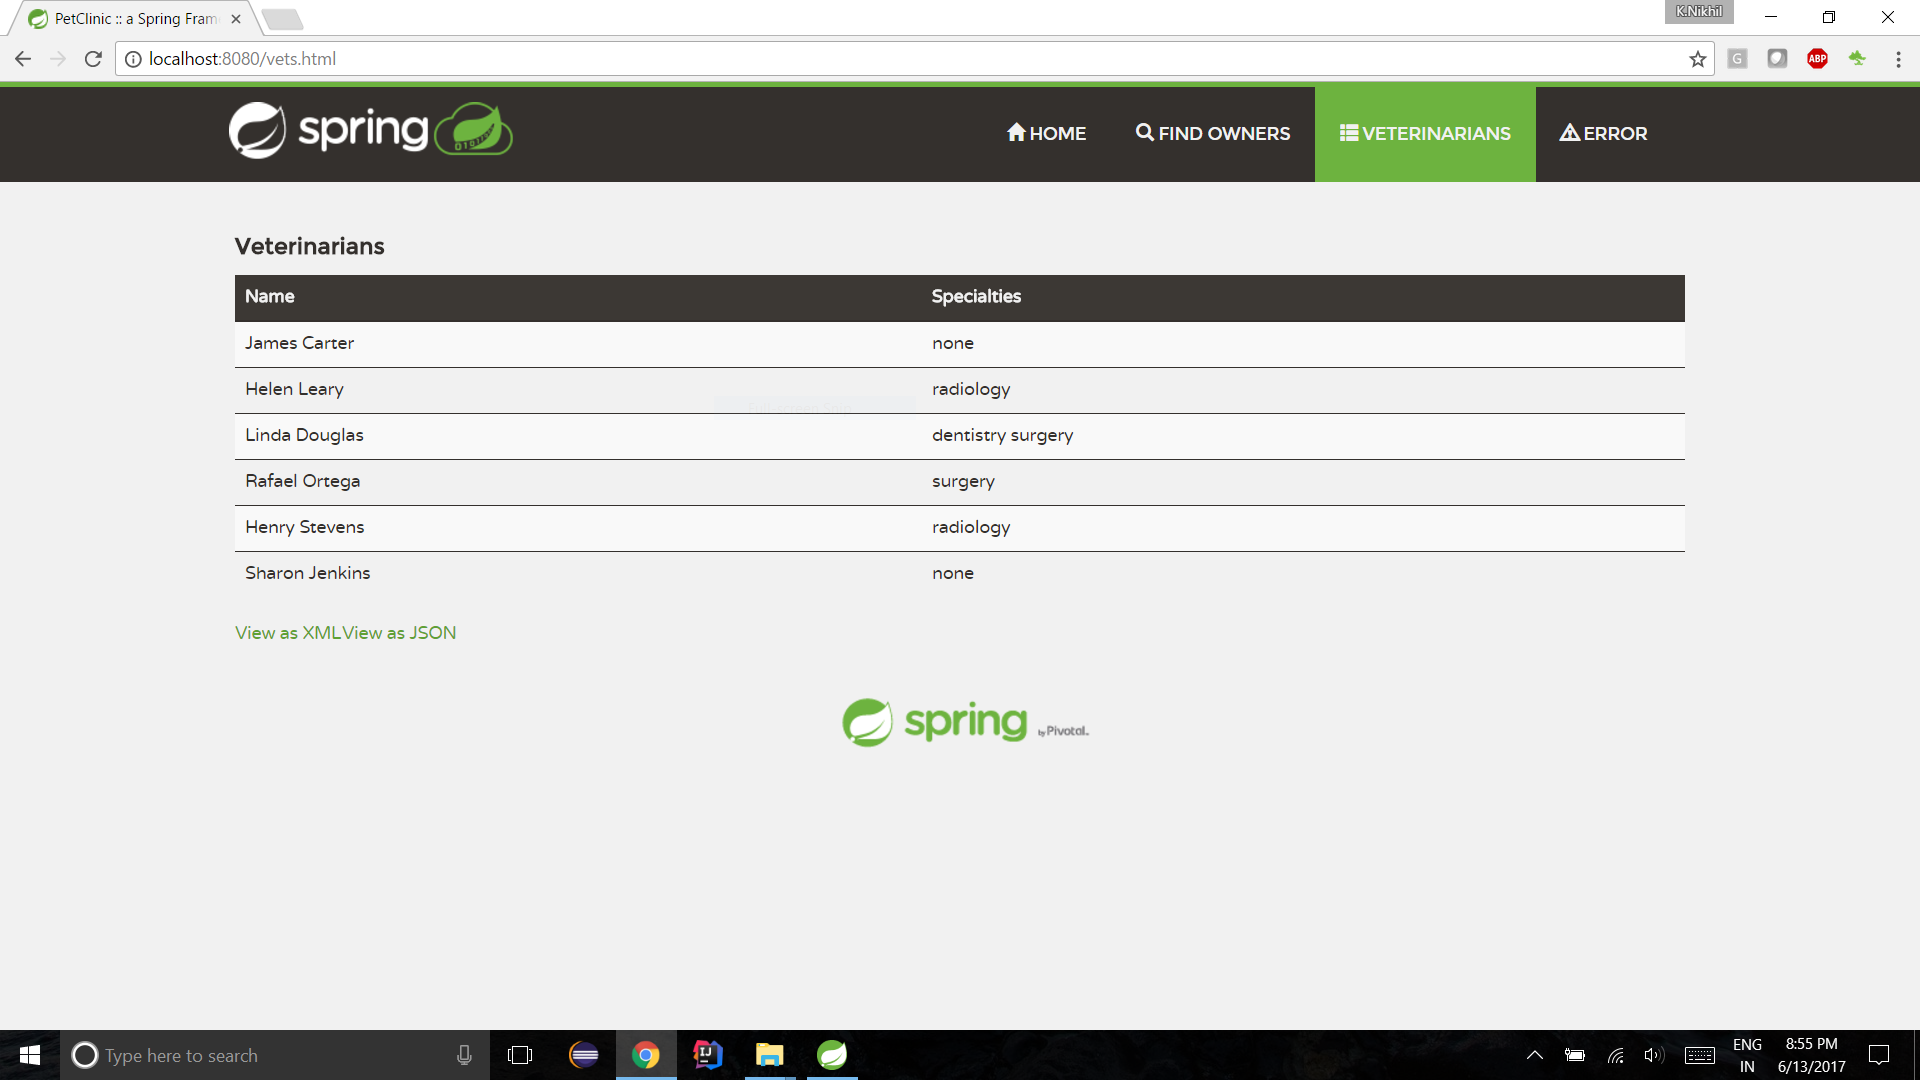 PetClinic :: a Spring Fram
K.Nikhil
localhost:8080/vets.html
G
ABP
spring
HOME
FIND OWNERS
VETERINARIANS
ERROR
Veterinarians
Name Specialties
James Carter none
Helen Leary radiology
Linda Douglas dentistry surgery
Rafael Ortega surgery
Henry Stevens radiology
Sharon Jenkins none
View as XMLView as JSON
spring by Pivotal
Type here to search
ENG
IN
8:55 PM
6/13/2017